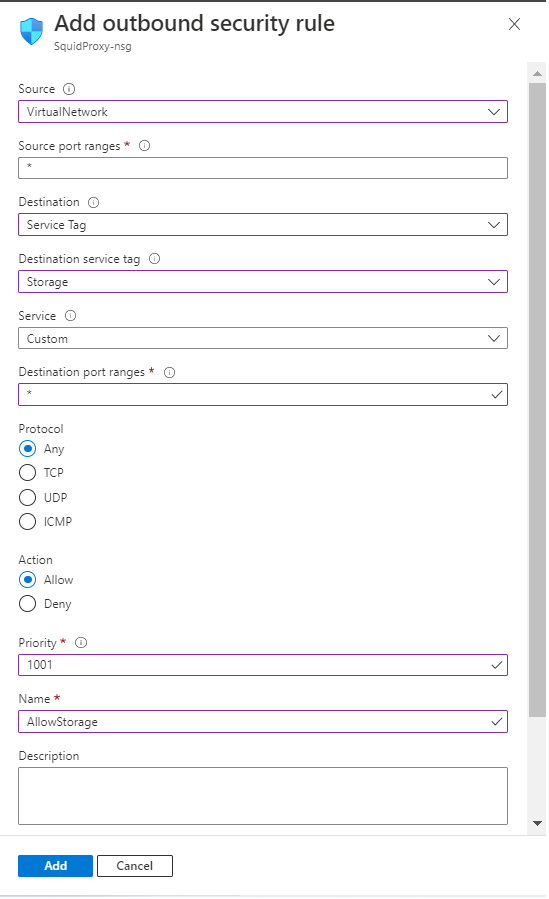 Add outbound security rule
SquidProxy-nsg
Source
VirtualNetwork
Source port ranges *
*
Destination
Service Tag
Destination service tag
Storage
Service
Custom
Destination port ranges *
*
Protocol
Any
TCP
UDP
ICMP
Action
Allow
Deny
Priority *
1001
Name *
AllowStorage
Description
Add
Cancel